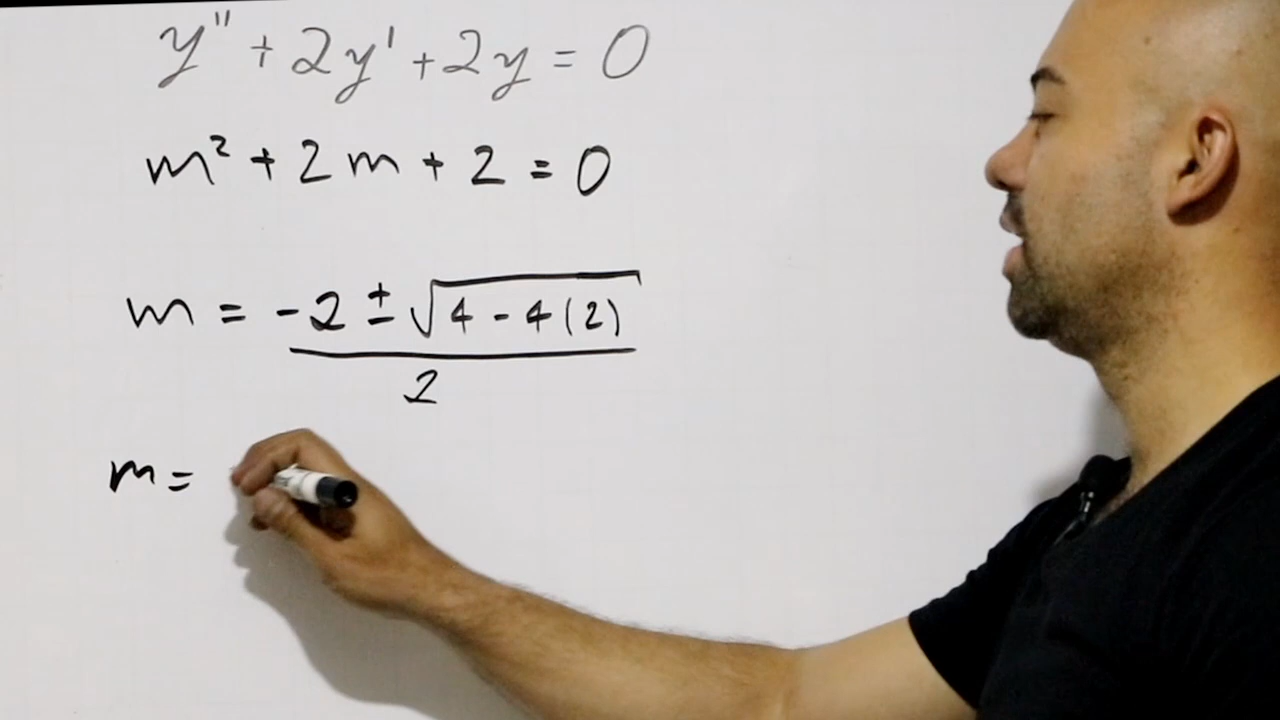 y'' + 2y' + 2y = 0
m² + 2m + 2 = 0
m = -2 ± √4 - 4(2)
2
m =